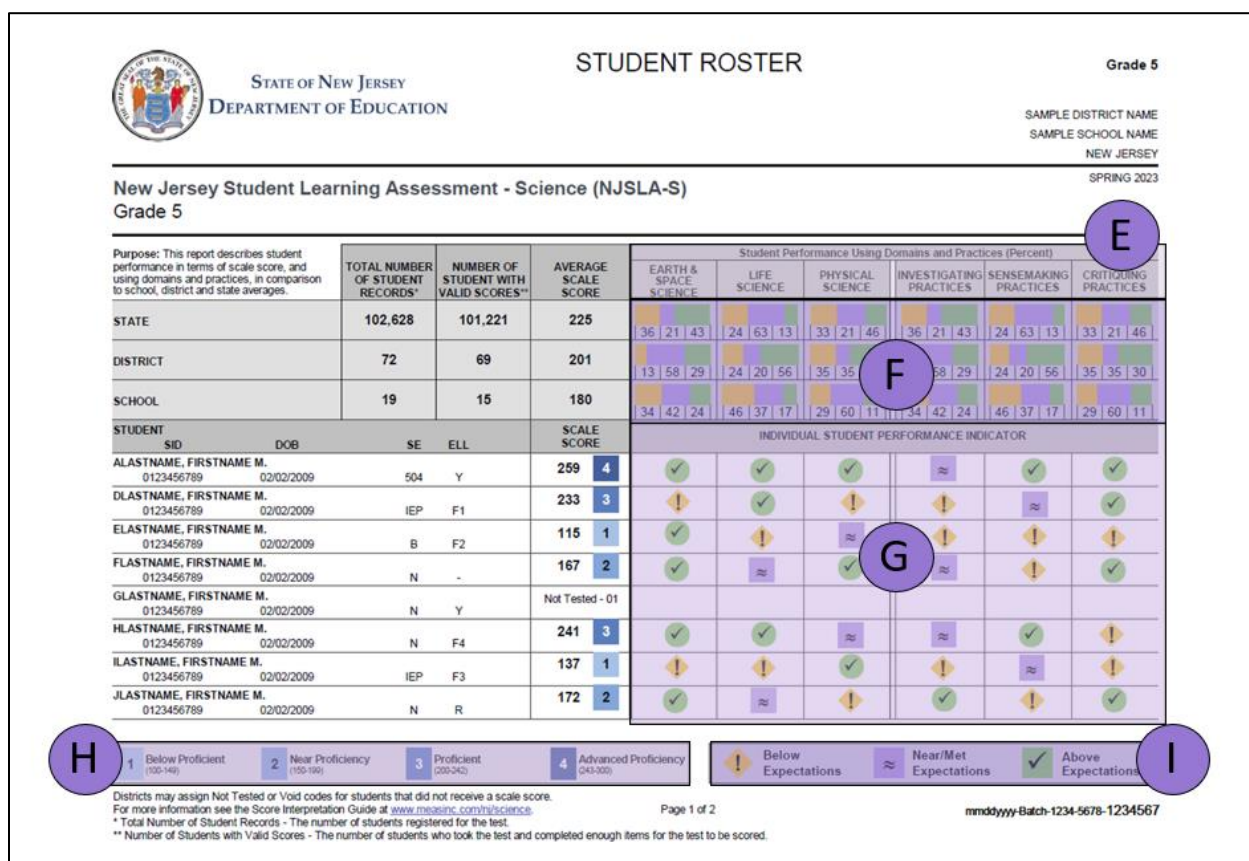 STUDENT ROSTER
Grade 5
THE GREAT SEAL OF THE STATE OF NEW JERSEY
STATE OF NEW JERSEY
DEPARTMENT OF EDUCATION
SAMPLE DISTRICT NAME
SAMPLE SCHOOL NAME
NEW JERSEY
SPRING 2023
New Jersey Student Learning Assessment - Science (NJSLA-S)
Grade 5
E
Purpose: This report describes student
performance in terms of scale score, and
using domains and practices, in comparison
to school, district and state averages.
TOTAL NUMBER
OF STUDENT
RECORDS*
NUMBER OF
STUDENT WITH
VALID SCORES**
AVERAGE
SCALE
SCORE
Student Performance Using Domains and Practices (Percent)
EARTH &
SPACE
SCIENCE
LIFE
SCIENCE
PHYSICAL
SCIENCE
INVESTIGATING
PRACTICES
SENSEMAKING
PRACTICES
CRITIQUING
PRACTICES
STATE 102,628 101,221 225
36 | 21 | 43 24 | 63 | 13 33 | 21 | 46 36 | 21 | 43 24 | 63 | 13 33 | 21 | 46
DISTRICT 72 69 201
13 | 58 | 29 24 | 20 | 56 35 | 35 58 | 29 24 | 20 | 56 35 | 35 | 30
F
SCHOOL 19 15 180
34 | 42 | 24 46 | 37 | 17 29 | 60 | 11 34 | 42 | 24 46 | 37 | 17 29 | 60 | 11
STUDENT
SID DOB SE ELL
SCALE
SCORE
INDIVIDUAL STUDENT PERFORMANCE INDICATOR
ALASTNAME, FIRSTNAME M.
0123456789 02/02/2009 504 Y 259 4 ✓ ✓ ✓ ≈ ✓ ✓
DLASTNAME, FIRSTNAME M.
0123456789 02/02/2009 IEP F1 233 3 ! ✓ ! ! ≈ ✓
ELASTNAME, FIRSTNAME M.
0123456789 02/02/2009 B F2 115 1 ✓ ! ≈ ! ! !
G
FLASTNAME, FIRSTNAME M.
0123456789 02/02/2009 N - 167 2 ✓ ≈ ✓ ≈ ! ✓
GLASTNAME, FIRSTNAME M.
0123456789 02/02/2009 N Y Not Tested - 01
HLASTNAME, FIRSTNAME M.
0123456789 02/02/2009 N F4 241 3 ✓ ✓ ≈ ≈ ✓ !
ILASTNAME, FIRSTNAME M.
0123456789 02/02/2009 IEP F3 137 1 ! ! ✓ ! ≈ !
JLASTNAME, FIRSTNAME M.
0123456789 02/02/2009 N R 172 2 ✓ ≈ ! ✓ ! ✓
H
1 Below Proficient
(100-149)
2 Near Proficiency
(150-199)
3 Proficient
(200-242)
4 Advanced Proficiency
(243-300)
! Below
Expectations
≈ Near/Met
Expectations
✓ Above
Expectations
I
Districts may assign Not Tested or Void codes for students that did not receive a scale score.
For more information see the Score Interpretation Guide at www.measinc.com/nj/science.
* Total Number of Student Records - The number of students registered for the test.
** Number of Students with Valid Scores - The number of students who took the test and completed enough items for the test to be scored.
Page 1 of 2
mmddyyyy-Batch-1234-5678-1234567